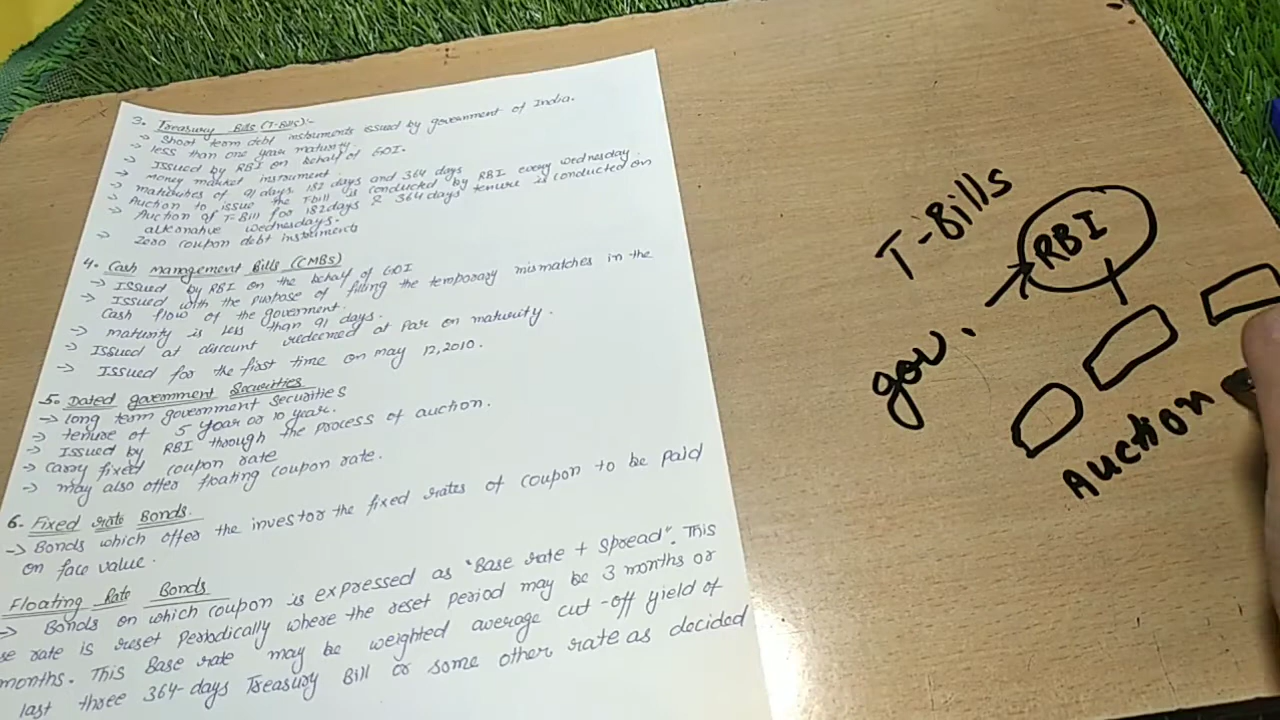 3. Treasury Bills (T-Bills):-
-> Shoot term debt instruments issued by government of India.
-> less than one year maturity
-> Issued by RBI on behalf of GOI.
-> money market instrument.
-> maturites of 91 days 182 days and 364 days
-> Auction to issue the T-bill is conducted by RBI every wednesday.
-> Auction of T-Bill for 182 days & 364 days tenure is conducted on
alternative wednesdays.
-> Zero coupon debt instruments
4. Cash Management Bills (CMBs)
-> Issued by RBI on the behalf of GOI
-> Issued with the purpose of filling the temporary mismatches in the
Cash flow of the government.
-> maturity is less than 91 days.
-> Issued at discount redeemed at par on maturity.
-> Issued for the first time on may 12, 2010.
5. Dated government Securities
-> long term government securities
-> tenure of 5 year or 10 year.
-> Issued by RBI through the process of auction.
-> Carry fixed coupon rate
-> may also offer floating coupon rate.
6. Fixed rate Bonds.
-> Bonds which offer the investor the fixed rates of coupon to be paid
on face value.
Floating Rate Bonds
-> Bonds on which coupon is expressed as "Base rate + Spread". This
se rate is reset periodically where the reset period may be 3 months or
months. This Base rate may be weighted average cut-off yield of
last three 364-days Treasury Bill or some other rate as decided
T-Bills
RBI
gov.
Auction